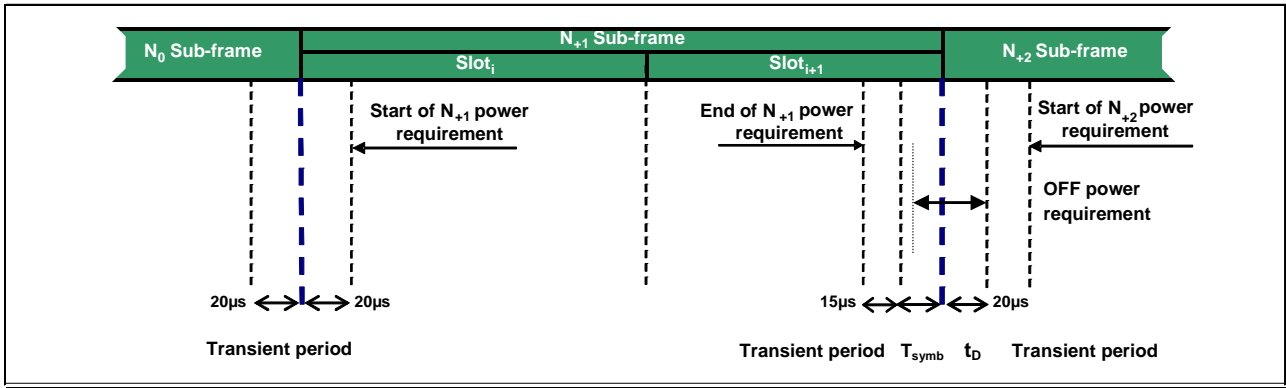 N0 Sub-frame
N+1 Sub-frame
N+2 Sub-frame
Sloti
Sloti+1
Start of N+1 power
requirement
End of N+1 power
requirement
Start of N+2 power
requirement
OFF power
requirement
20µs
20µs
15µs
20µs
Transient period
Transient period
Tsymb
tD
Transient period